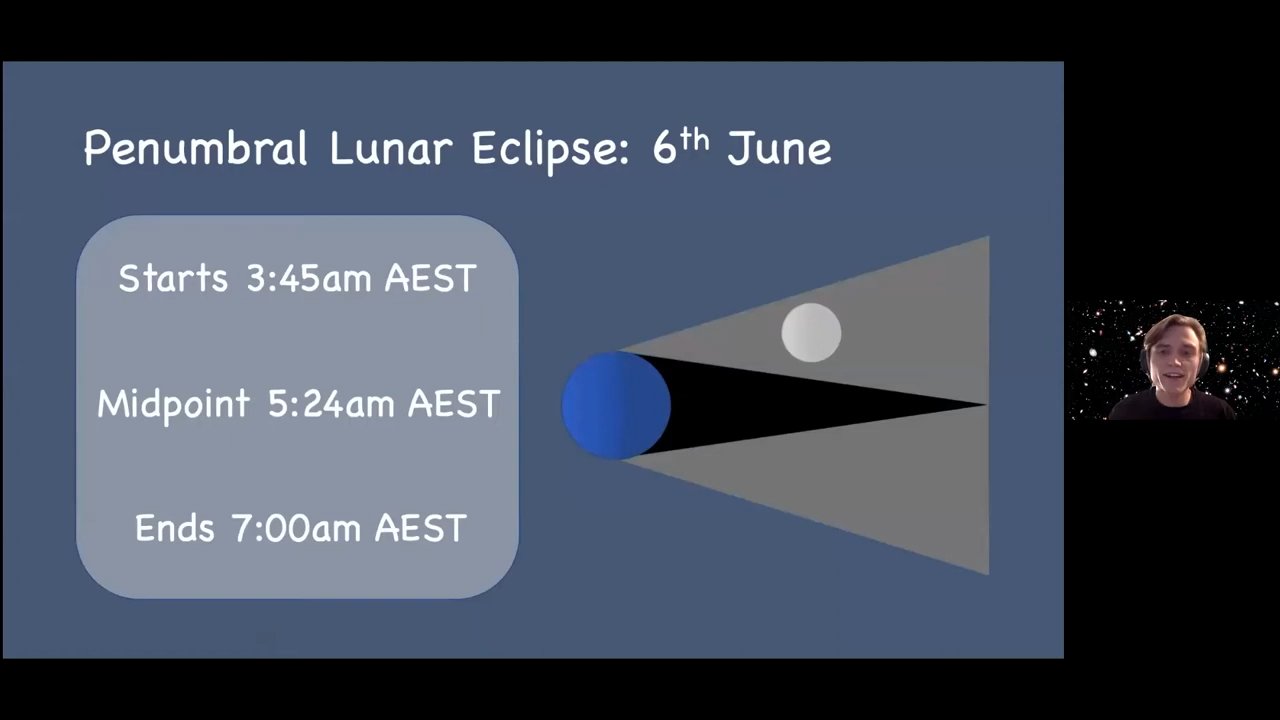 Penumbral Lunar Eclipse: 6th June
Starts 3:45am AEST
Midpoint 5:24am AEST
Ends 7:00am AEST